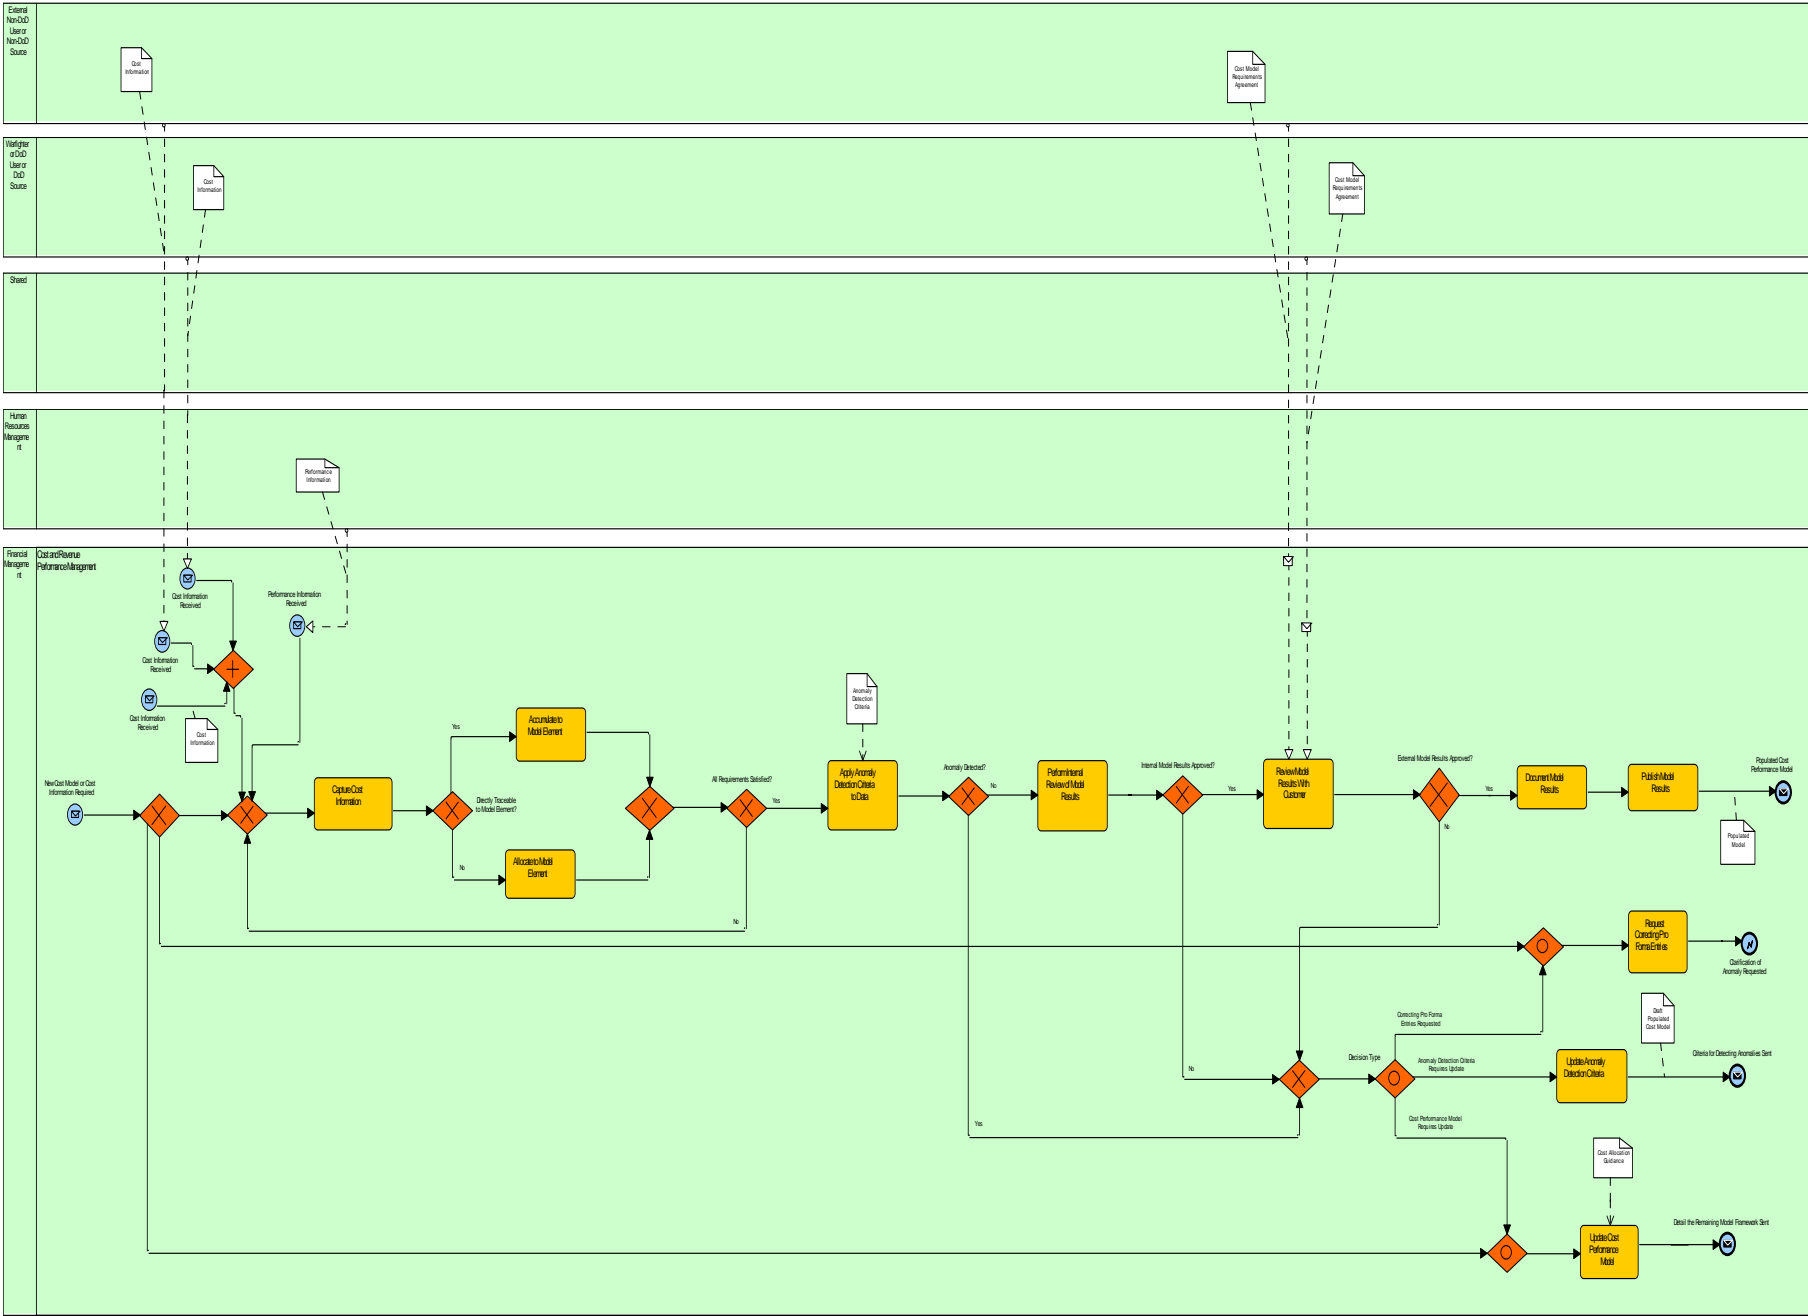 External
Non-DoD
User or
Non-DoD
Source
Cost
Information
Cost Model
Requirements
Agreement
Warfighter
or DoD
User or
DoD
Source
Cost
Information
Cost Model
Requirements
Agreement
Shared
Human
Resources
Manageme
nt
Performance
Information
Financial
Manageme
nt
Cost and Revenue
Performance Management
Cost Information
Received
Performance Information
Received
Cost Information
Received
Cost Information
Received
Cost
Information
New Cost Model or Cost
Information Required
Capture Cost
Information
Directly Traceable
to Model Element?
Yes
Accumulate to
Model Element
No
Allocate to Model
Element
All Requirements Satisfied?
Yes
No
Anomaly
Detection
Criteria
Apply Anomaly
Detection Criteria
to Data
Anomaly Detected?
No
Yes
Perform Internal
Review of Model
Results
Internal Model Results Approved?
Yes
No
Review Model
Results With
Customer
External Model Results Approved?
Yes
No
Document Model
Results
Publish Model
Results
Populated Cost
Performance Model
Populated
Model
Request
Correcting Pro
Forma Entries
Clarification of
Anomaly Requested
Decision Type
Correcting Pro Forma
Entries Requested
Anomaly Detection Criteria
Requires Update
Cost Performance Model
Requires Update
Draft
Populated
Cost Model
Update Anomaly
Detection Criteria
Criteria for Detecting Anomalies Sent
Cost Allocation
Guidance
Update Cost
Performance
Model
Detail the Remaining Model Framework Sent